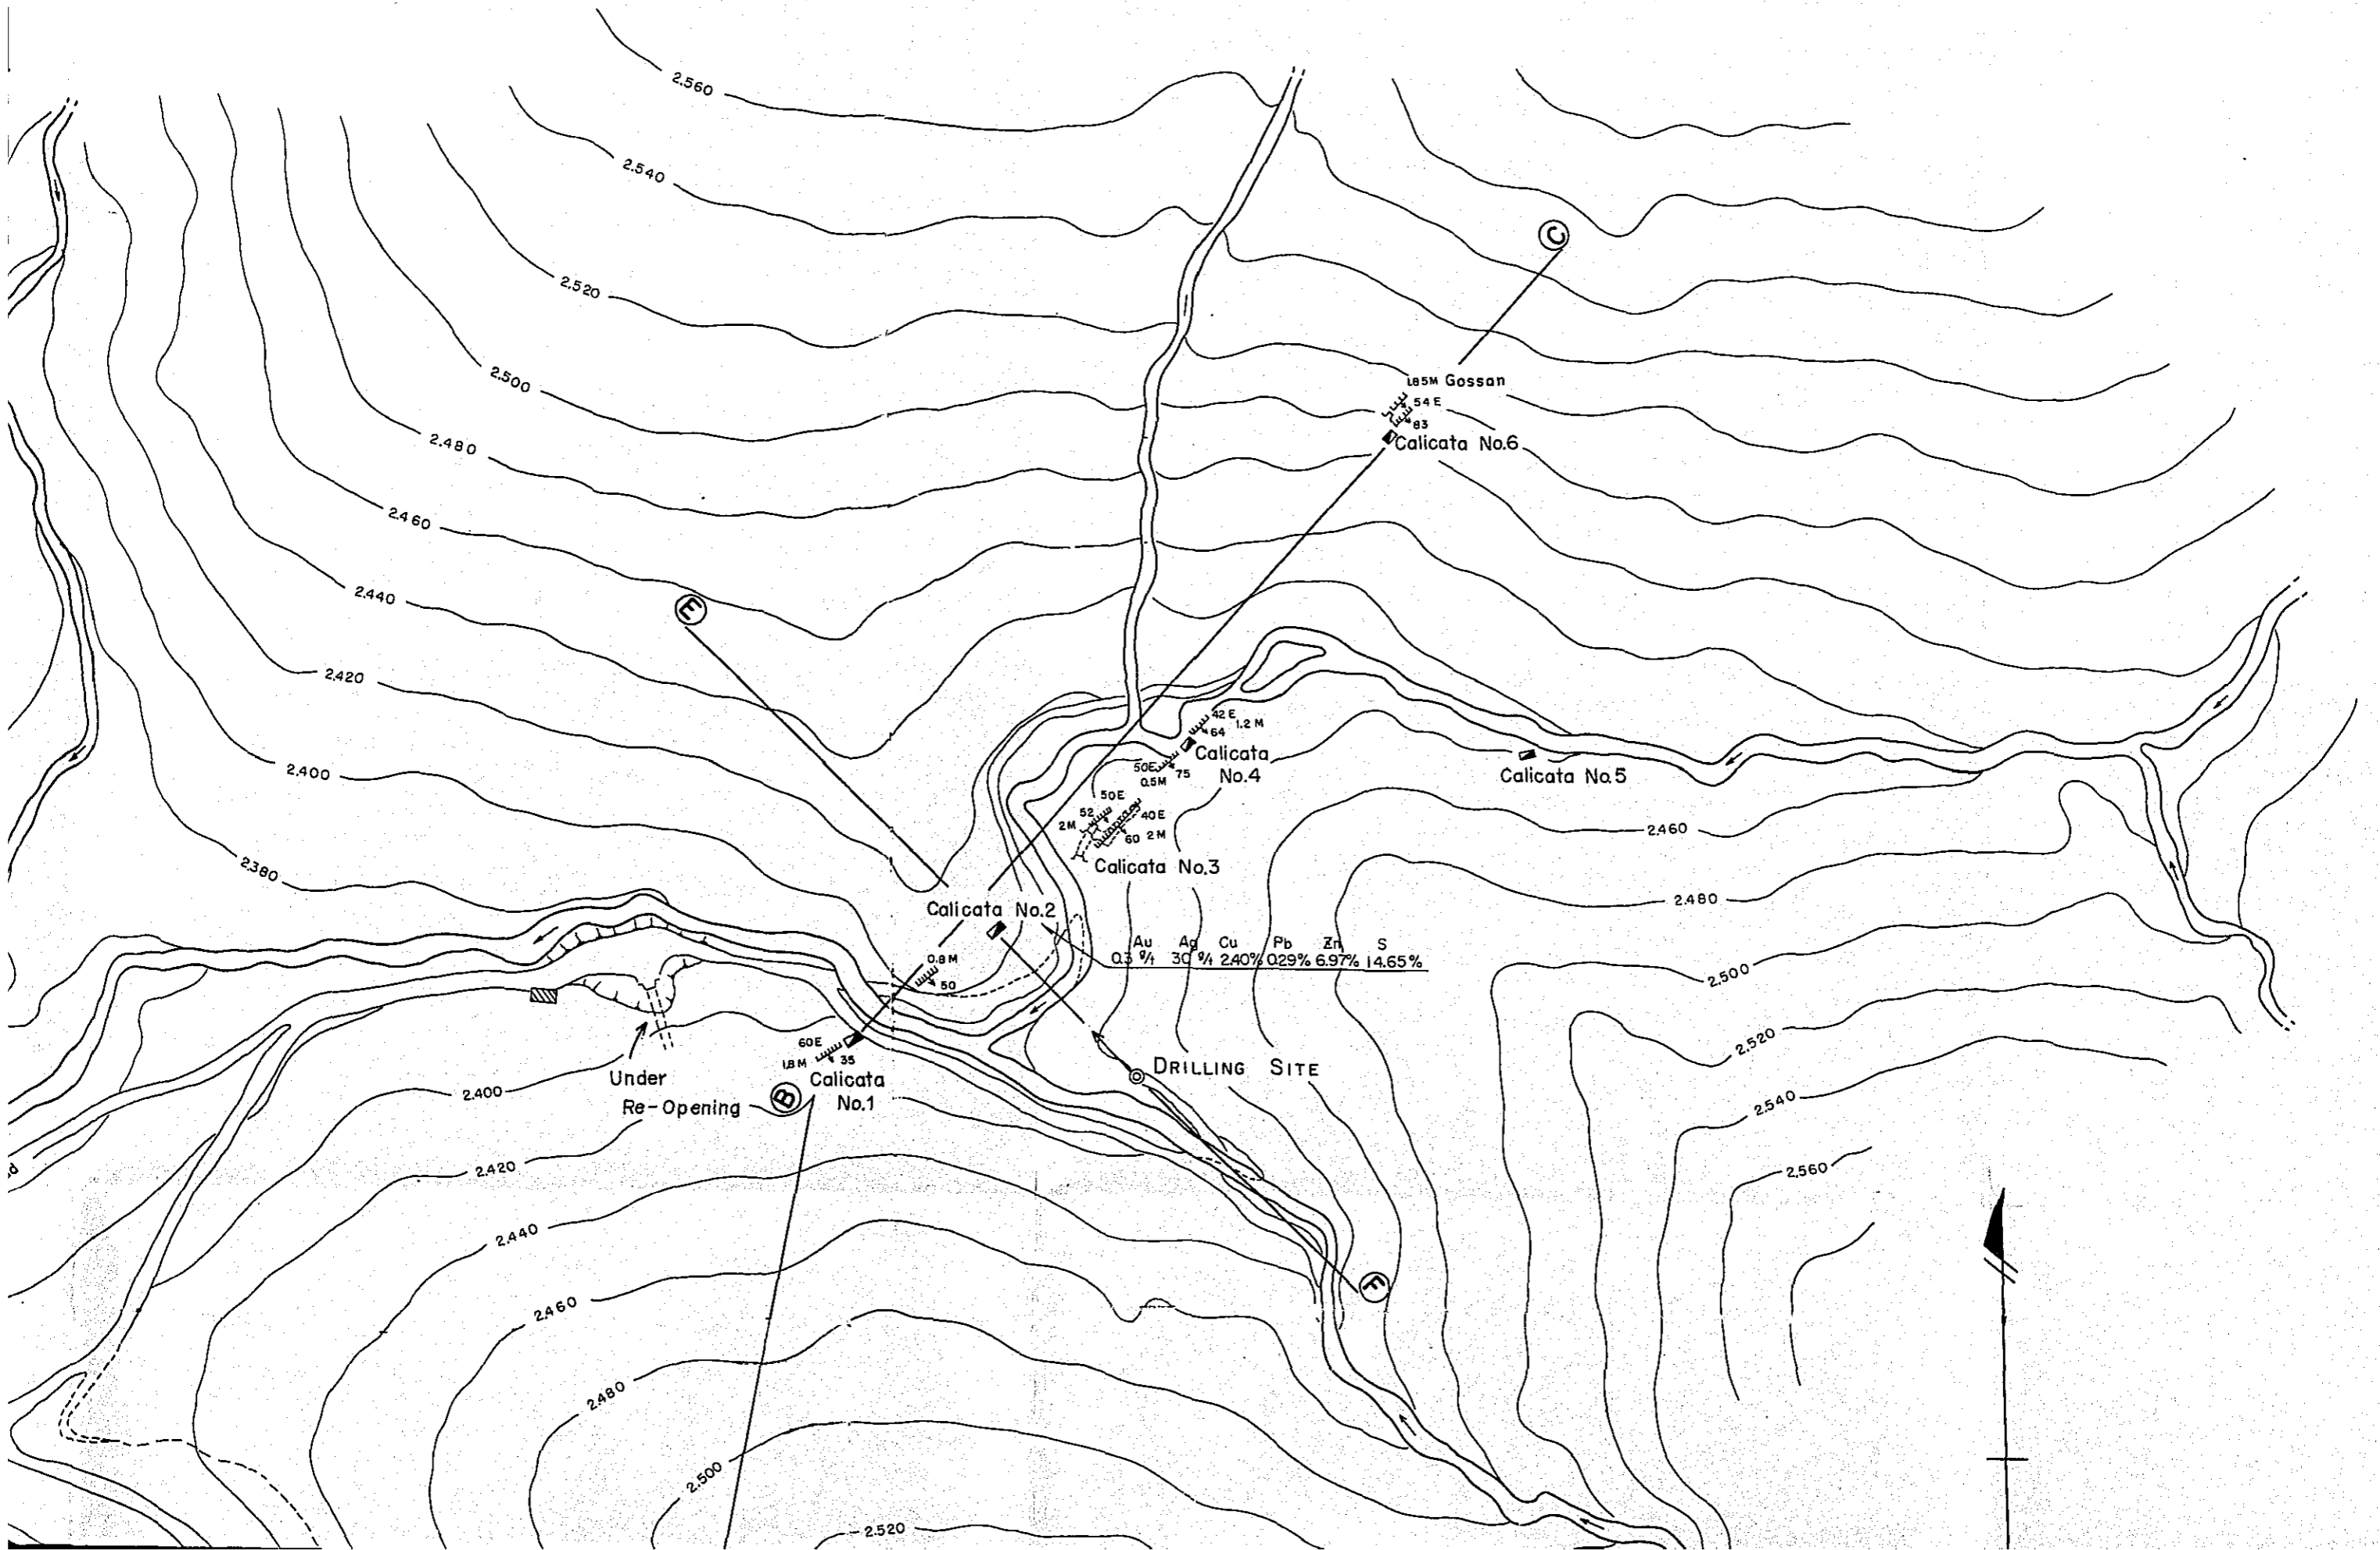 2.560
2.540
2.520
2.500
2.480
2.460
2.440
2.420
2.400
2.380
C
1.85M Gossan
54 E
83
Calicata No.6
E
42 E
1.2 M
64
Calicata
No.4
50E
75
0.5M
Calicata No.5
50 E
52
2M
40E
60 2M
Calicata No.3
2.460
2.480
2.500
2.520
2.540
2.560
Calicata No.2
Au Ag Cu Pb Zn S
0.3 g/t 30 g/t 2.40% 0.29% 6.97% 14.65%
0.8 M
50
60E
1.8 M 35
Calicata
No.1
B
Under
Re-Opening
DRILLING SITE
F
2.400
2.420
2.440
2.460
2.480
2.500
2.520